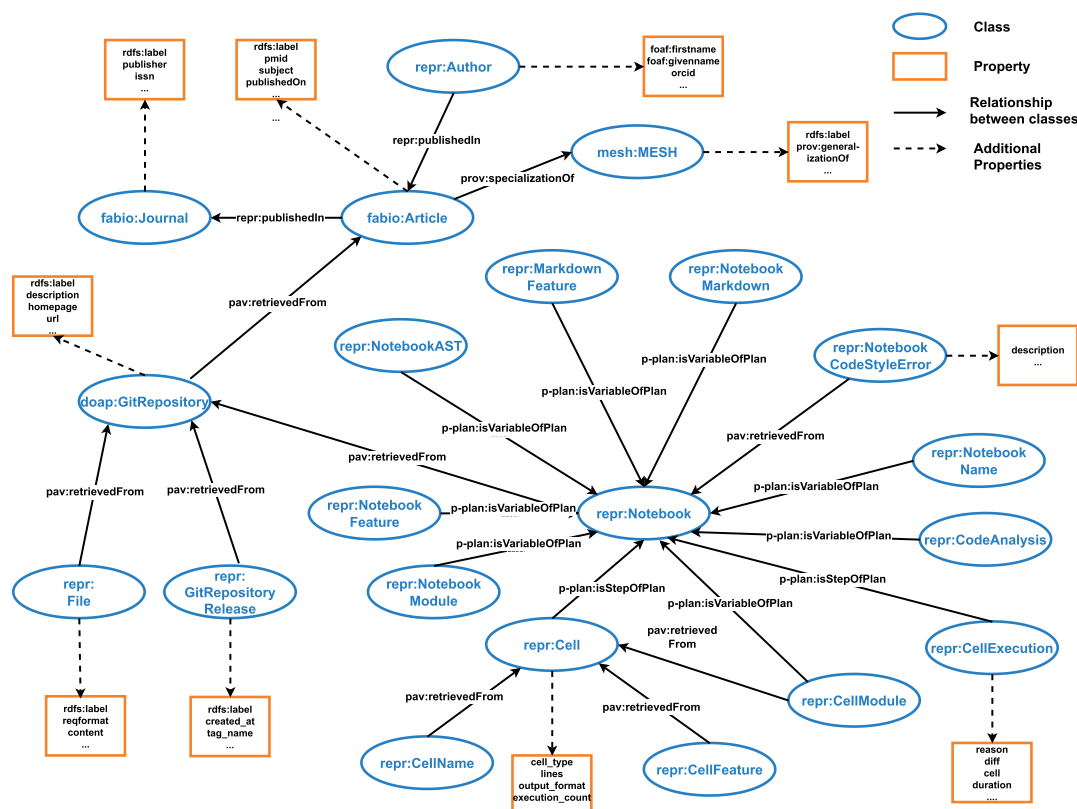 rdfs:label
publisher
issn
...
rdfs:label
pmid
subject
publishedOn
...
...
repr:Author
foaf:firstname
foaf:givenname
orcid
...
Class
Property
Relationship
between classes
Additional
Properties
repr:publishedIn
mesh:MESH
rdfs:label
prov:general-
izationOf
...
prov:specializationOf
fabio:Journal
repr:publishedIn
fabio:Article
rdfs:label
description
homepage
url
...
pav:retrievedFrom
repr:Markdown
Feature
repr:Notebook
Markdown
repr:NotebookAST
repr:Notebook
CodeStyleError
description
...
p-plan:isVariableOfPlan
p-plan:isVariableOfPlan
doap:GitRepository
p-plan:isVariableOfPlan
pav:retrievedFrom
pav:retrievedFrom
repr:Notebook
Name
pav:retrievedFrom
pav:retrievedFrom
p-plan:isVariableOfPlan
repr:Notebook
Feature
p-plan:isVariableOfPlan
repr:Notebook
p-plan:isVariableOfPlan
repr:CodeAnalysis
p-plan:isVariableOfPlan
repr:Notebook
Module
p-plan:isStepOfPlan
p-plan:isStepOfPlan
p-plan:isVariableOfPlan
repr:
File
repr:
GitRepository
Release
repr:Cell
pav:retrieved
From
repr:CellExecution
pav:retrievedFrom
pav:retrievedFrom
repr:CellModule
rdfs:label
reqformat
content
...
rdfs:label
created_at
tag_name
...
repr:CellName
cell_type
lines
output_format
execution_count
repr:CellFeature
reason
diff
cell
duration
....